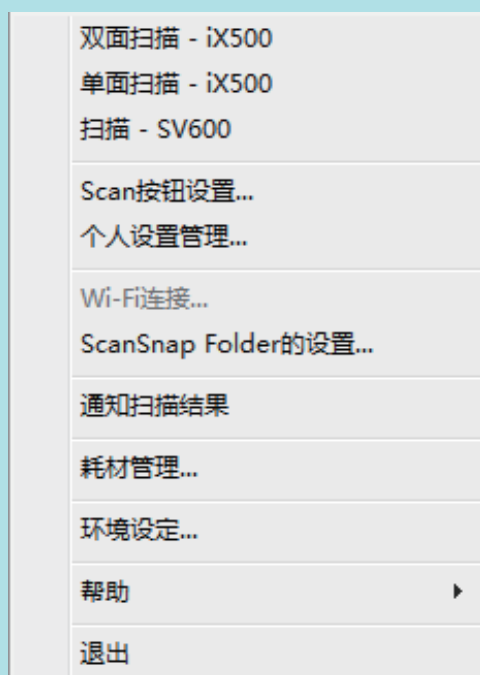 双面扫描 - iX500
单面扫描 - iX500
扫描 - SV600
Scan按钮设置...
个人设置管理...
Wi-Fi连接...
ScanSnap Folder的设置...
通知扫描结果
耗材管理...
环境设定...
帮助
退出